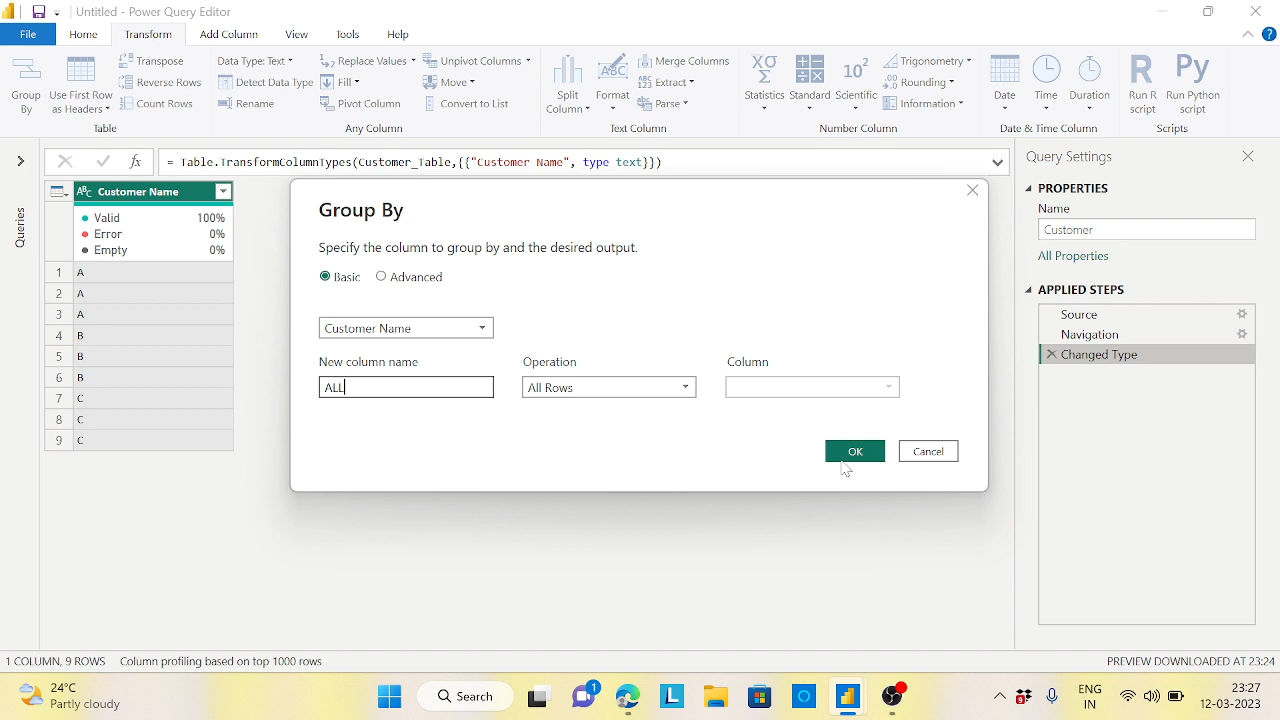 Untitled - Power Query Editor
File
Home
Transform
Add Column
View
Tools
Help
Group By
Use First Row as Headers
Transpose
Reverse Rows
Count Rows
Table
Data Type: Text
Detect Data Type
Rename
Replace Values
Fill
Pivot Column
Unpivot Columns
Move
Convert to List
Any Column
Split Column
Format
ABC
Merge Columns
Extract
Parse
Text Column
Statistics
Standard
Scientific
Trigonometry
Rounding
Information
Number Column
Date
Time
Duration
Date & Time Column
Run R script
Run Python script
Scripts
fx
= Table.TransformColumnTypes(Customer_Table,{{"Customer Name", type text}})
Queries
Customer Name
Valid 100%
Error 0%
Empty 0%
1 A
2 A
3 A
4 B
5 B
6 B
7 C
8 C
9 C
Group By
Specify the column to group by and the desired output.
Basic
Advanced
Customer Name
New column name
Operation
Column
ALL
All Rows
OK
Cancel
Query Settings
PROPERTIES
Name
Customer
All Properties
APPLIED STEPS
Source
Navigation
Changed Type
1 COLUMN, 9 ROWS
Column profiling based on top 1000 rows
PREVIEW DOWNLOADED AT 23:24
24°C
Partly cloudy
Search
ENG
IN
23:27
12-03-2023